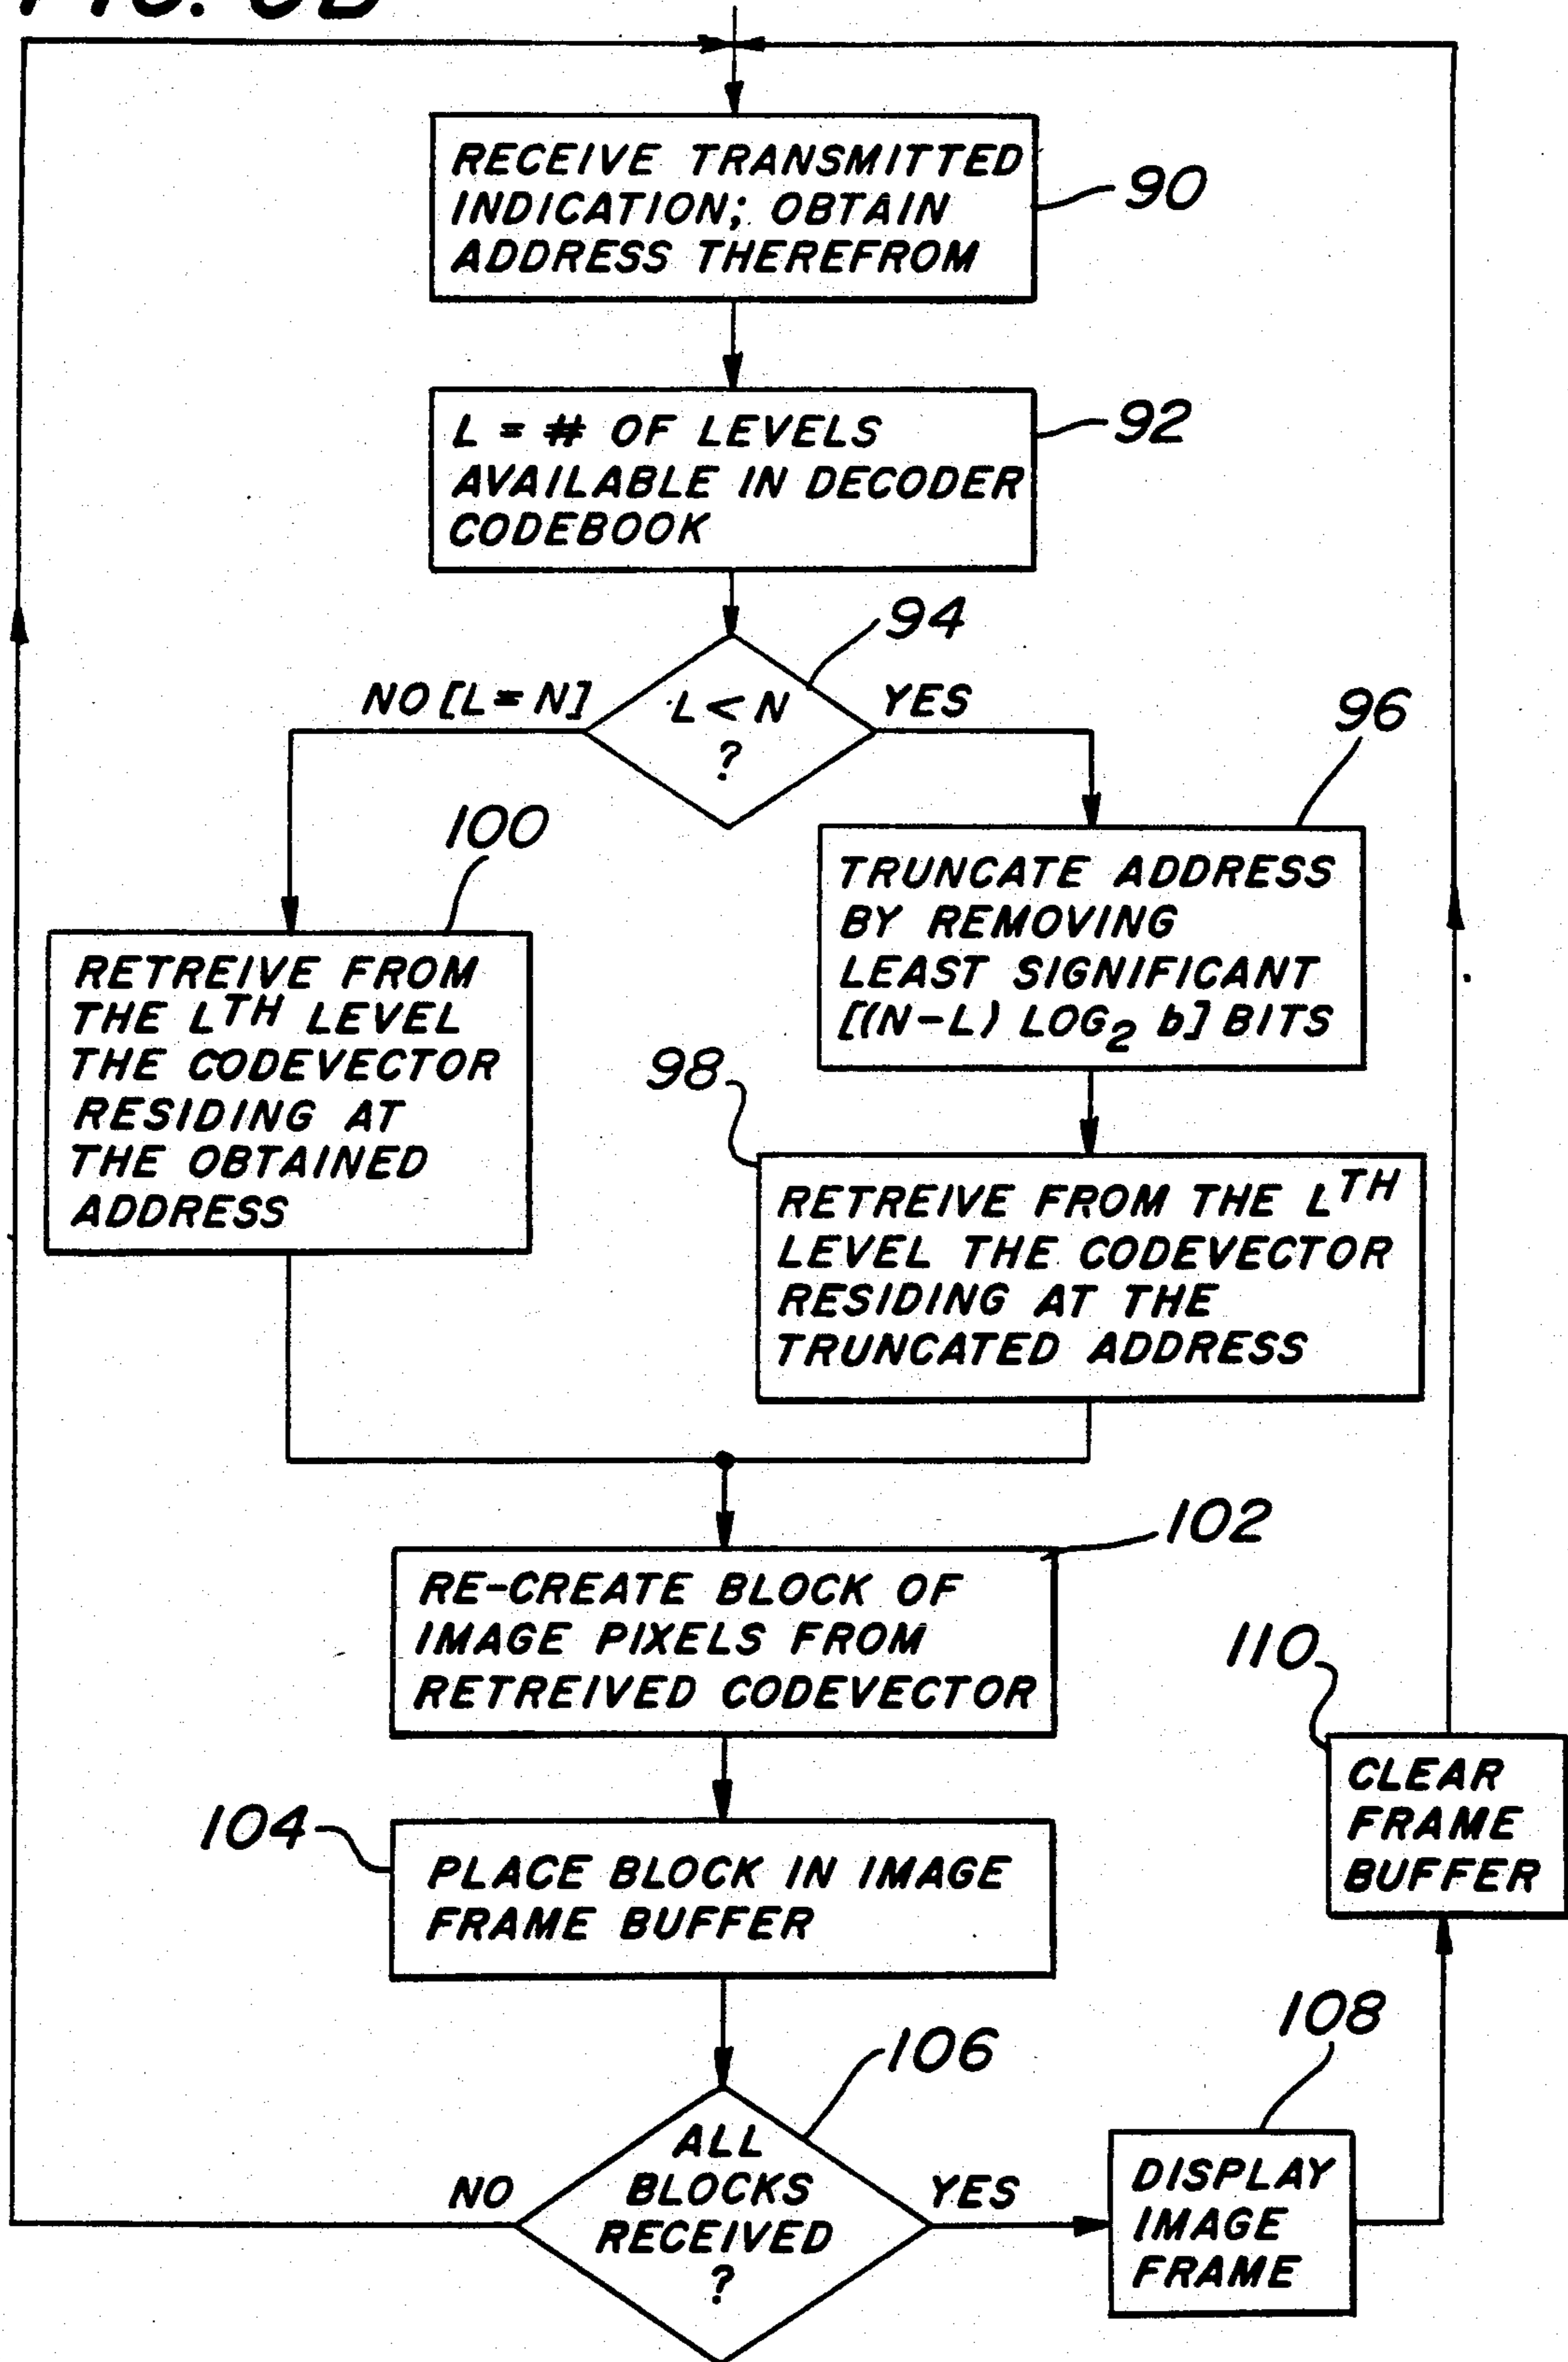 RECEIVE TRANSMITTED
INDICATION; OBTAIN
ADDRESS THEREFROM
90
L = # OF LEVELS
AVAILABLE IN DECODER
CODEBOOK
92
94
NO [L = N]
L < N
?
YES
96
100
TRUNCATE ADDRESS
BY REMOVING
LEAST SIGNIFICANT
[(N-L) LOG₂ b] BITS
RETREIVE FROM
THE Lᵀᴴ LEVEL
THE CODEVECTOR
RESIDING AT
THE OBTAINED
ADDRESS
98
RETREIVE FROM THE Lᵀᴴ
LEVEL THE CODEVECTOR
RESIDING AT THE
TRUNCATED ADDRESS
102
RE-CREATE BLOCK OF
IMAGE PIXELS FROM
RETREIVED CODEVECTOR
110
CLEAR
FRAME
BUFFER
104
PLACE BLOCK IN IMAGE
FRAME BUFFER
108
106
ALL
BLOCKS
RECEIVED
?
NO
YES
DISPLAY
IMAGE
FRAME